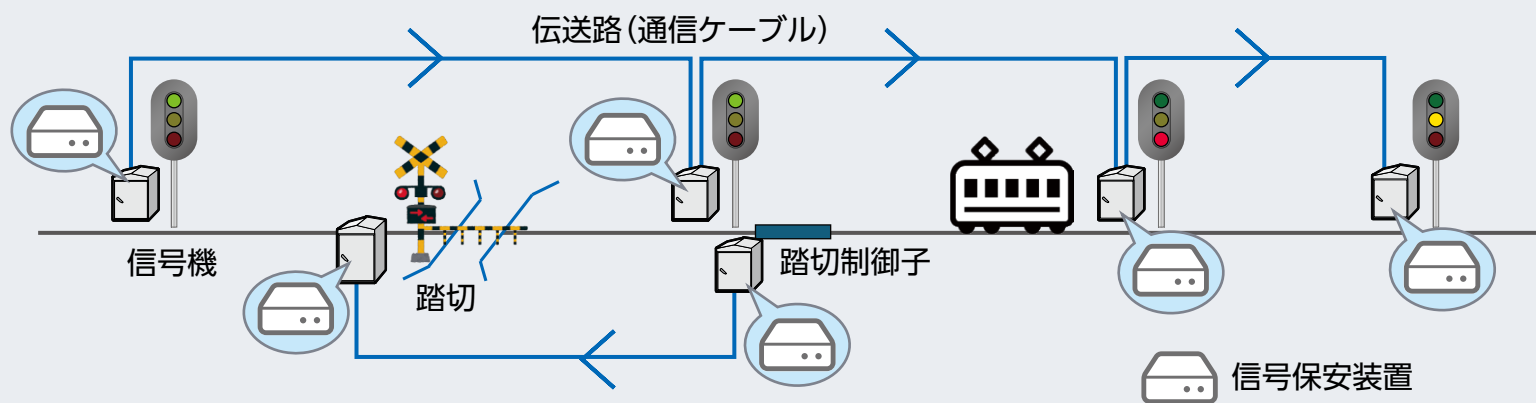 伝送路（通信ケーブル）
信号機
踏切
踏切制御子
信号保安装置